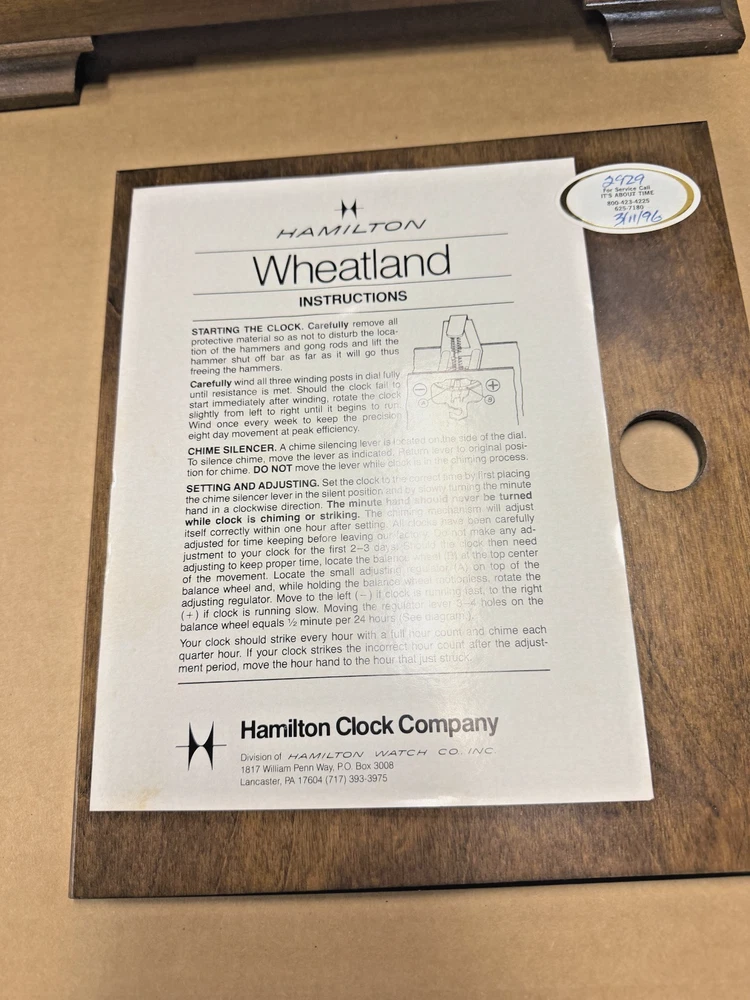 HAMILTON
Wheatland
INSTRUCTIONS
STARTING THE CLOCK. Carefully remove all
protective material so as not to disturb the loca-
tion of the hammers and gong rods and lift the
hammer shut off bar as far as it will go thus
freeing the hammers.
Carefully wind all three winding posts in dial fully
until resistance is met. Should the clock fail to
start immediately after winding, rotate the clock
slightly from left to right until it begins to run.
Wind once every week to keep the precision
eight day movement at peak efficiency.
CHIME SILENCER. A chime silencing lever is located on the side of the dial.
To silence chime, move the lever as indicated. Return lever to original posi-
tion for chime. DO NOT move the lever while clock is in the chiming process.
SETTING AND ADJUSTING. Set the clock to the correct time by first placing
the chime silencer lever in the silent position and by slowly turning the minute
hand in a clockwise direction. The minute hand should never be turned
while clock is chiming or striking. The chiming mechanism will adjust
itself correctly within one hour after setting. All clocks have been carefully
adjusted for time keeping before leaving our factory. Do not make any ad-
justment to your clock for the first 2–3 days. Should the clock then need
adjusting to keep proper time, locate the balance wheel (B) at the top center
of the movement. Locate the small adjusting regulator (A) on top of the
balance wheel and, while holding the balance wheel motionless, rotate the
adjusting regulator. Move to the left (−) if clock is running fast, to the right
(+) if clock is running slow. Moving the regulator lever 3–4 holes on the
balance wheel equals ½ minute per 24 hours (See diagram.).
Your clock should strike every hour with a full hour count and chime each
quarter hour. If your clock strikes the incorrect hour count after the adjust-
ment period, move the hour hand to the hour that just struck.
Hamilton Clock Company
Division of HAMILTON WATCH CO. INC.
1817 William Penn Way, P.O. Box 3008
Lancaster, PA 17604 (717) 393-3975
2929
For Service Call
IT'S ABOUT TIME
800-423-4225
625-7180
3/11/96